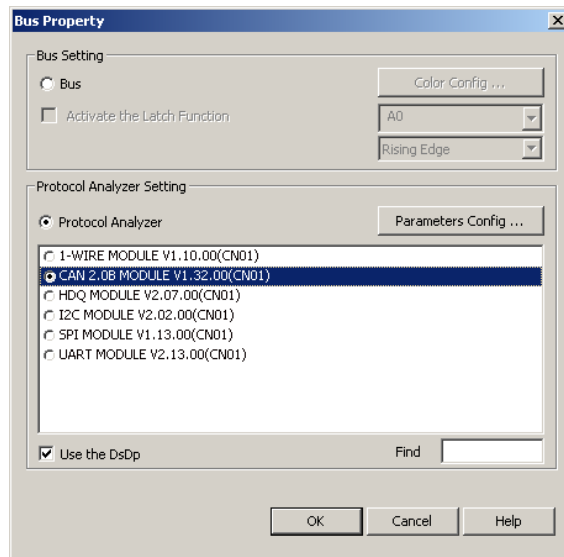 Bus Property
Bus Setting
Bus
Color Config ...
Activate the Latch Function
A0
Rising Edge
Protocol Analyzer Setting
Protocol Analyzer
Parameters Config ...
1-WIRE MODULE V1.10.00(CN01)
CAN 2.0B MODULE V1.32.00(CN01)
HDQ MODULE V2.07.00(CN01)
I2C MODULE V2.02.00(CN01)
SPI MODULE V1.13.00(CN01)
UART MODULE V2.13.00(CN01)
Use the DsDp
Find
OK
Cancel
Help